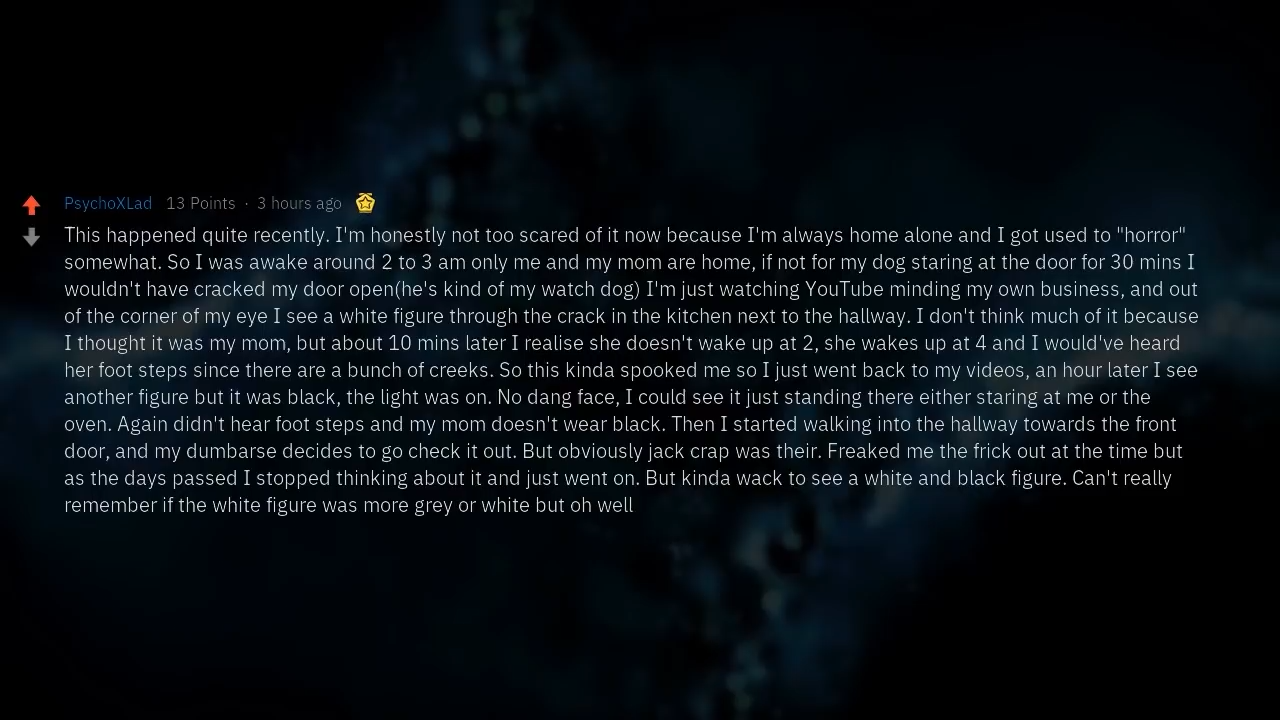 PsychoXLad 13 Points · 3 hours ago
This happened quite recently. I'm honestly not too scared of it now because I'm always home alone and I got used to "horror"
somewhat. So I was awake around 2 to 3 am only me and my mom are home, if not for my dog staring at the door for 30 mins I
wouldn't have cracked my door open(he's kind of my watch dog) I'm just watching YouTube minding my own business, and out
of the corner of my eye I see a white figure through the crack in the kitchen next to the hallway. I don't think much of it because
I thought it was my mom, but about 10 mins later I realise she doesn't wake up at 2, she wakes up at 4 and I would've heard
her foot steps since there are a bunch of creeks. So this kinda spooked me so I just went back to my videos, an hour later I see
another figure but it was black, the light was on. No dang face, I could see it just standing there either staring at me or the
oven. Again didn't hear foot steps and my mom doesn't wear black. Then I started walking into the hallway towards the front
door, and my dumbarse decides to go check it out. But obviously jack crap was their. Freaked me the frick out at the time but
as the days passed I stopped thinking about it and just went on. But kinda wack to see a white and black figure. Can't really
remember if the white figure was more grey or white but oh well